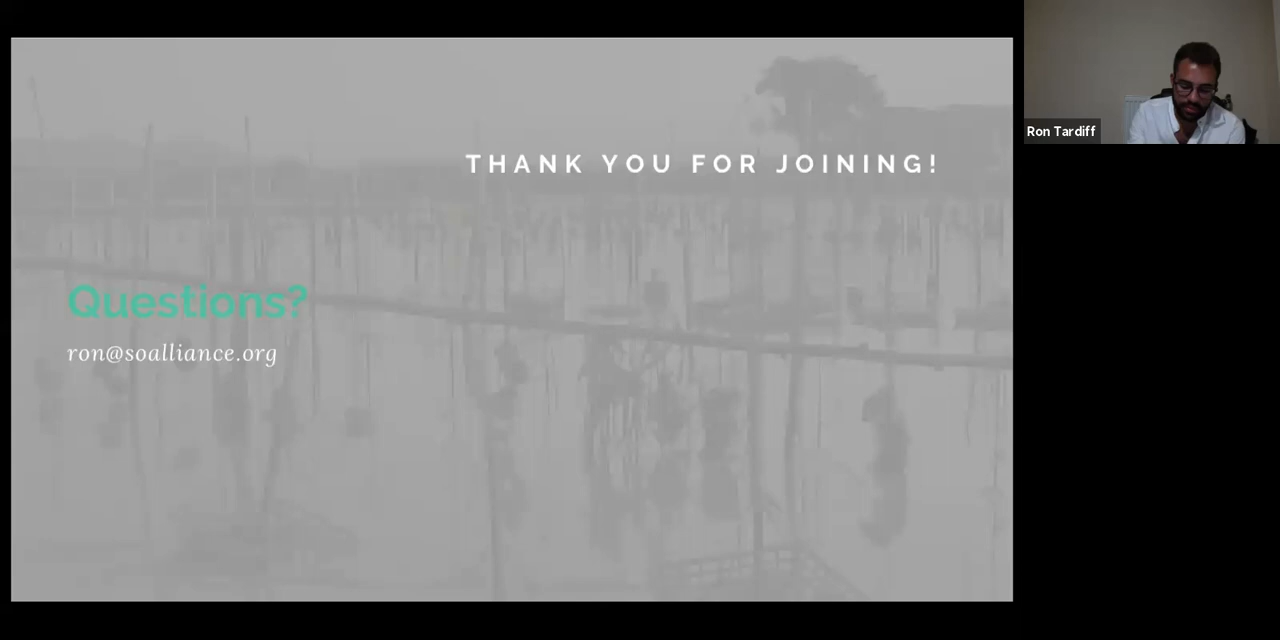 THANK YOU FOR JOINING!
Questions?
ron@soalliance.org
Ron Tardiff